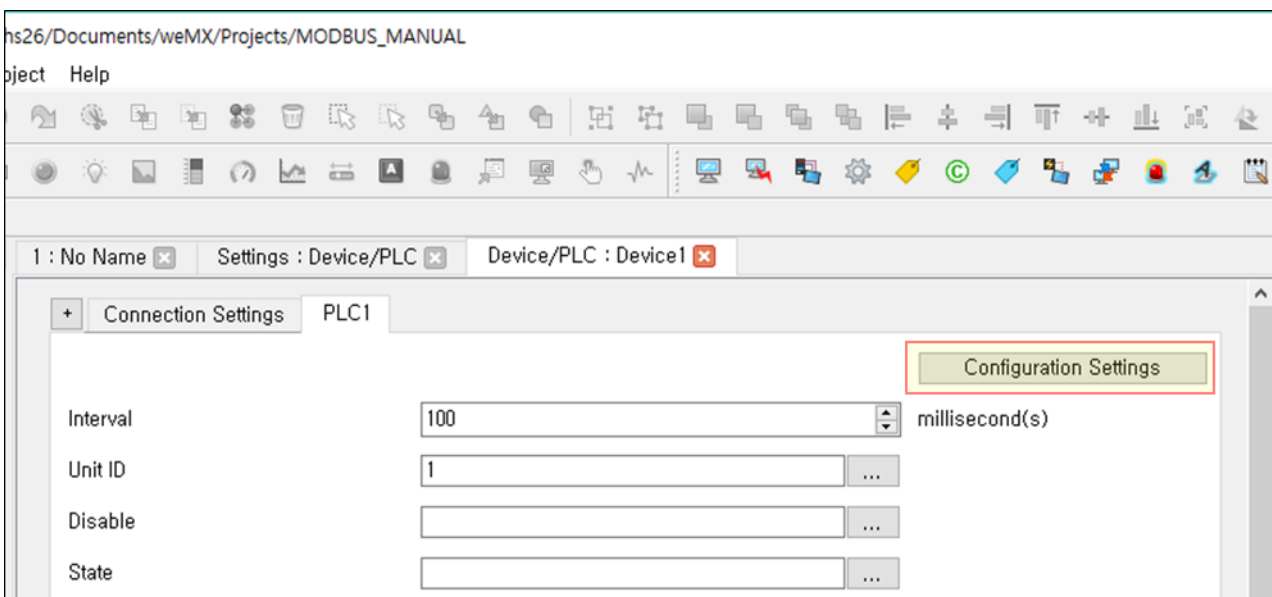 hs26/Documents/weMX/Projects/MODBUS_MANUAL
oject Help
1 : No Name Settings : Device/PLC Device/PLC : Device1
+ Connection Settings PLC1
Configuration Settings
Interval 100 millisecond(s)
Unit ID 1 ...
Disable ...
State ...